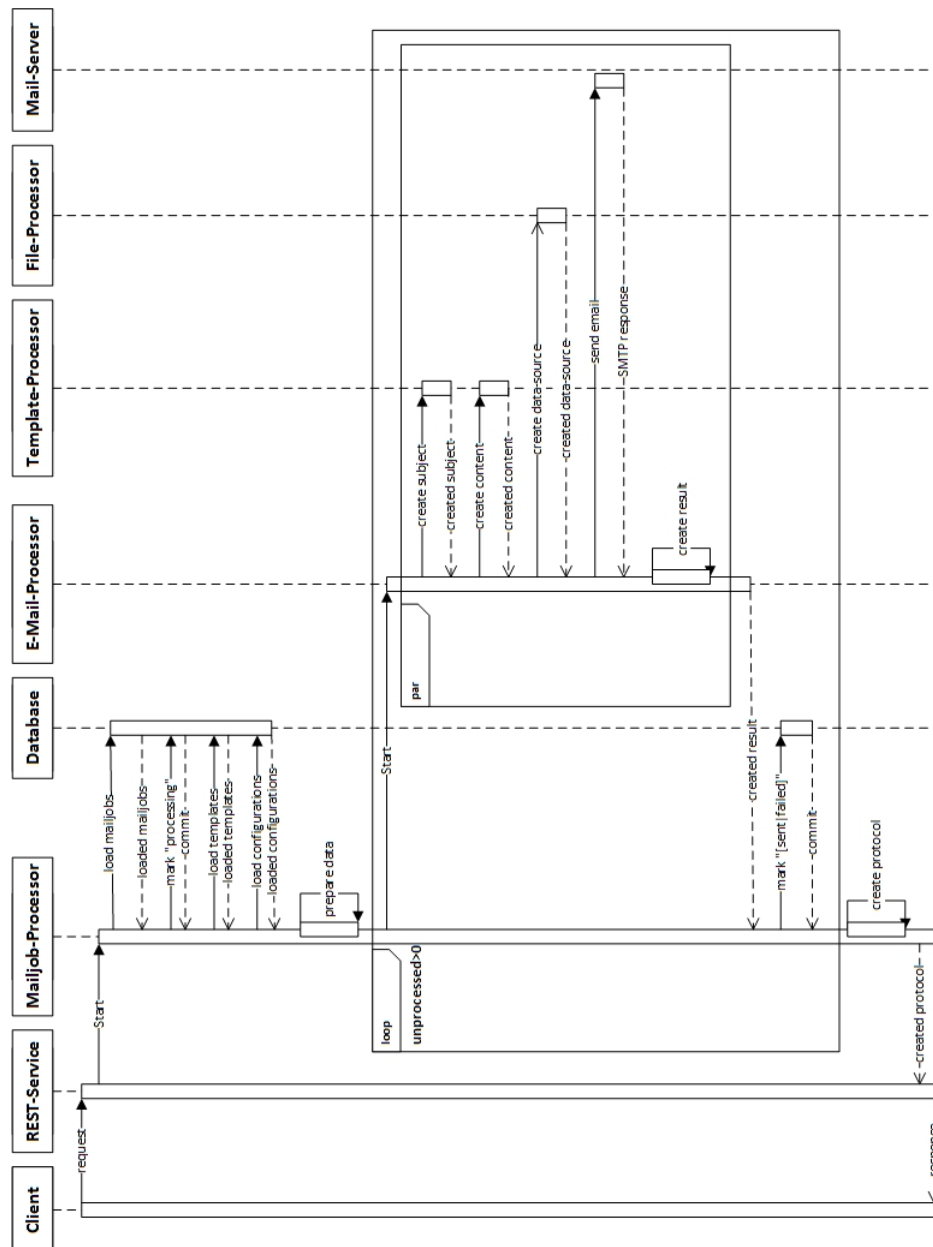 Client
REST-Service
Mailjob-Processor
Database
E-Mail-Processor
Template-Processor
File-Processor
Mail-Server
request
Start
load mailjobs
loaded mailjobs
mark "processing"
commit
load templates
loaded templates
load configurations
loaded configurations
prepare data
loop
unprocessed>0
Start
par
create subject
created subject
create content
created content
create data-source
created data-source
send email
SMTP response
create result
created result
mark "[sent|failed]"
commit
create protocol
created protocol